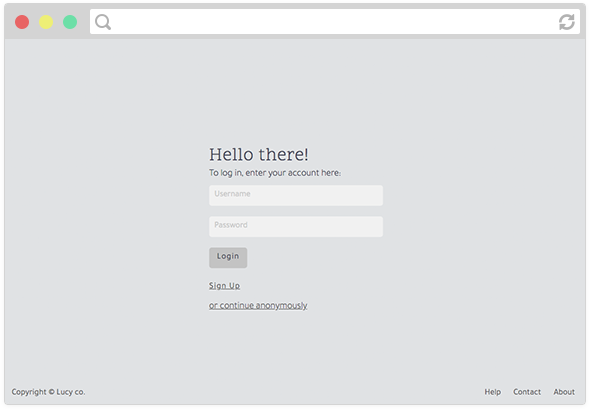 Hello there!
To log in, enter your account here:
Username
Password
Login
Sign Up
or continue anonymously
Copyright © Lucy co. Help Contact About